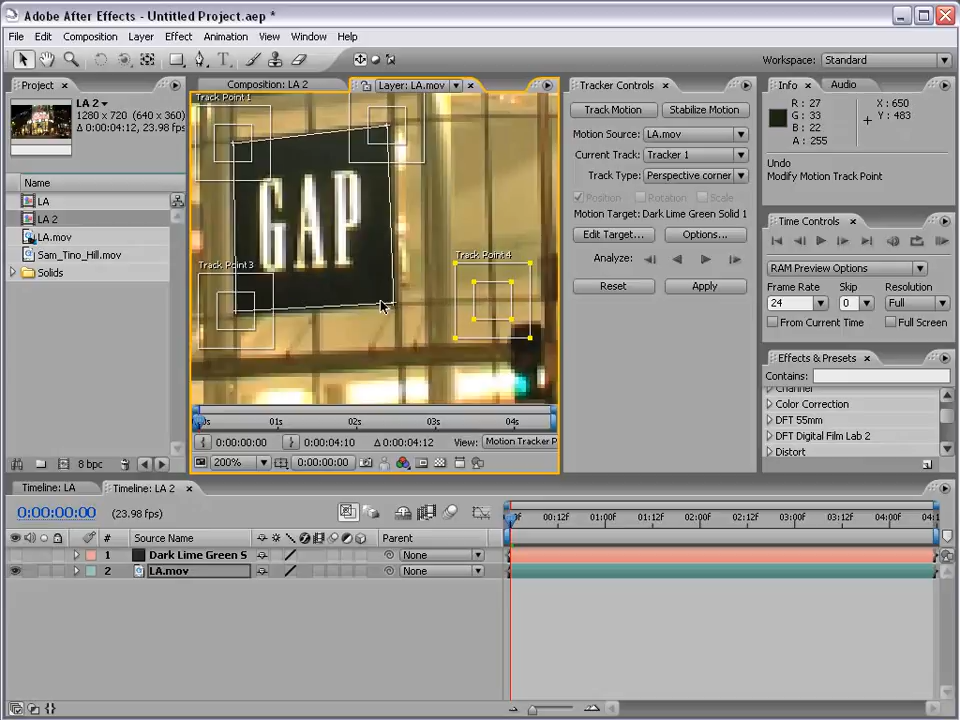 Adobe After Effects - Untitled Project.aep *
File Edit Composition Layer Effect Animation View Window Help
Workspace: Standard
Project
LA 2
1280 x 720 (640 x 360)
Δ 0:00:04:12, 23.98 fps)
Name
LA
LA 2
LA.mov
Sam_Tino_Hill.mov
Solids
8 bpc
Composition: LA 2
Layer: LA.mov
Track Point 1
GAP
Track Point 3
Track Point 4
01s 02s 03s 04s
0:00:00:00 0:00:04:10 Δ 0:00:04:12 View: Motion Tracker P
200% 0:00:00:00
Tracker Controls
Track Motion Stabilize Motion
Motion Source: LA.mov
Current Track: Tracker 1
Track Type: Perspective corner
Position Rotation Scale
Motion Target: Dark Lime Green Solid 1
Edit Target... Options...
Analyze:
Reset Apply
Info Audio
R: 27
G: 33
B: 22
A: 255
X: 650
Y: 483
Undo
Modify Motion Track Point
Time Controls
RAM Preview Options
Frame Rate Skip Resolution
24 0 Full
From Current Time Full Screen
Effects & Presets
Contains:
Channel
Color Correction
DFT 55mm
DFT Digital Film Lab 2
Distort
Timeline: LA Timeline: LA 2
0:00:00:00 (23.98 fps)
# Source Name Parent
1 Dark Lime Green S None
2 LA.mov None
00:12f 01:00f 01:12f 02:00f 02:12f 03:00f 03:12f 04:00f 04:1